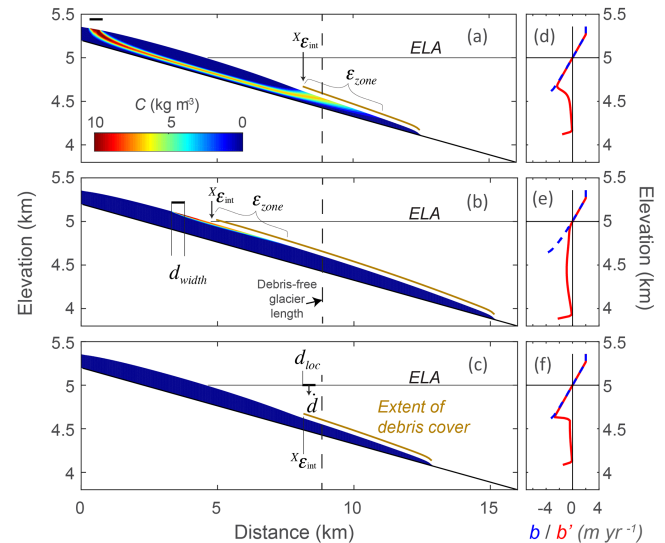 5.5
5
4.5
4
10 5 0
C (kg m⁻³)
xεint
εzone
ELA
(a)
(d)
5.5
5
4.5
4
Elevation (km)
5.5
5
4.5
4
dwidth
xεint
εzone
Debris-free
glacier
length
ELA
(b)
(e)
5.5
5
4.5
4
Elevation (km)
5.5
5
4.5
4
dloc
ḋ
xεint
ELA
(c)
Extent of
debris cover
(f)
5.5
5
4.5
4
0 5 10 15
Distance (km)
-4 0 4
b / b' (m yr⁻¹)